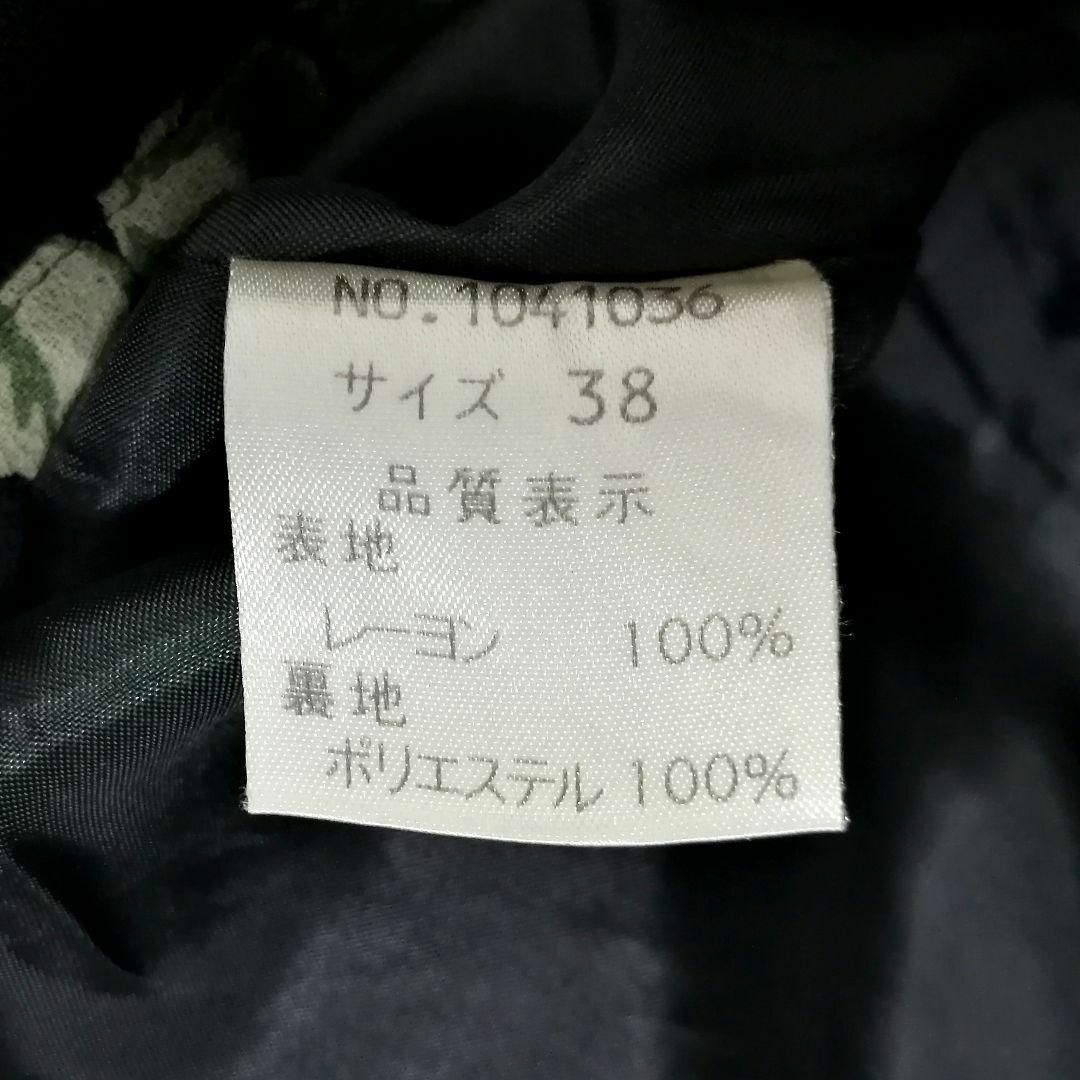 NO.1041036
サイズ 38
品質表示
表地
レーヨン 100%
裏地
ポリエステル 100%